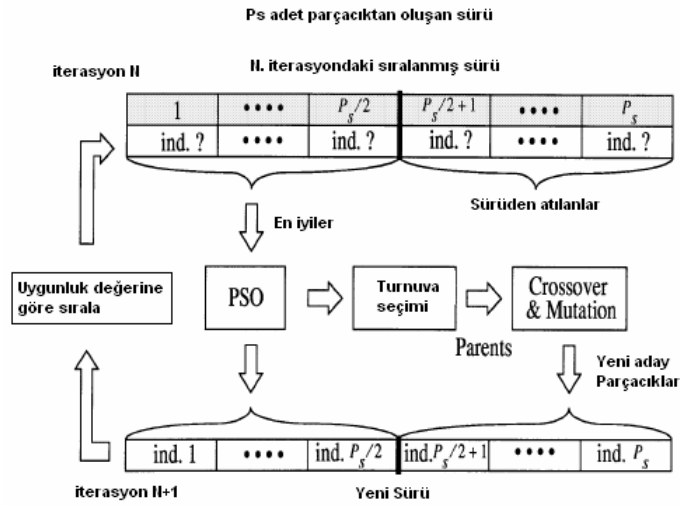 Ps adet parçacıktan oluşan sürü
iterasyon N
N. iterasyondaki sıralanmış sürü
1 •••• P_s/2 P_s/2+1 •••• P_s
ind. ? •••• ind. ? ind. ? •••• ind. ?
En iyiler
Sürüden atılanlar
Uygunluk değerine
göre sırala
PSO
Turnuva
seçimi
Crossover
& Mutation
Parents
Yeni aday
Parçacıklar
ind. 1 •••• ind. P_s/2 ind.P_s/2+1 •••• ind. P_s
iterasyon N+1
Yeni Sürü